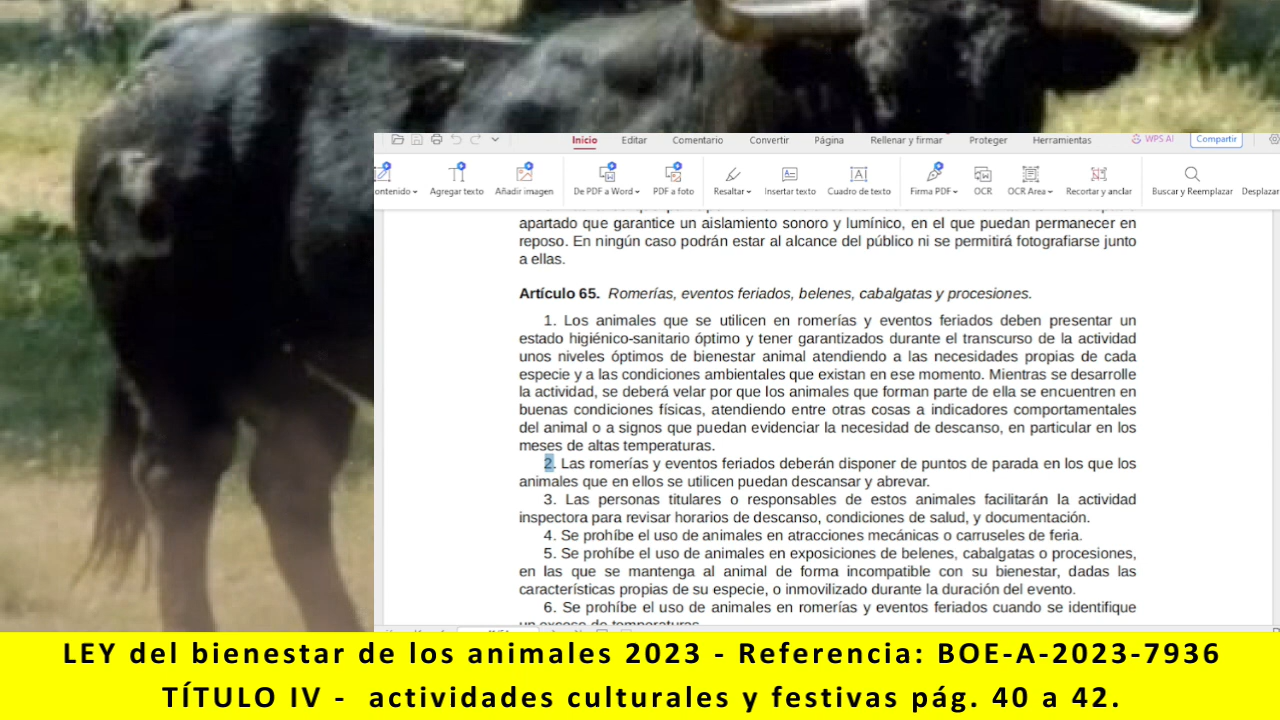 Inicio Editar Comentario Convertir Página Rellenar y firmar Proteger Herramientas WPS AI Compartir
ontenido Agregar texto Añadir imagen De PDF a Word PDF a foto Resaltar Insertar texto Cuadro de texto Firma PDF OCR OCR Area Recortar y anclar Buscar y Reemplazar Desplazar
apartado que garantice un aislamiento sonoro y lumínico, en el que puedan permanecer en
reposo. En ningún caso podrán estar al alcance del público ni se permitirá fotografiarse junto
a ellas.
Artículo 65. Romerías, eventos feriados, belenes, cabalgatas y procesiones.
1. Los animales que se utilicen en romerías y eventos feriados deben presentar un
estado higiénico-sanitario óptimo y tener garantizados durante el transcurso de la actividad
unos niveles óptimos de bienestar animal atendiendo a las necesidades propias de cada
especie y a las condiciones ambientales que existan en ese momento. Mientras se desarrolle
la actividad, se deberá velar por que los animales que forman parte de ella se encuentren en
buenas condiciones físicas, atendiendo entre otras cosas a indicadores comportamentales
del animal o a signos que puedan evidenciar la necesidad de descanso, en particular en los
meses de altas temperaturas.
2. Las romerías y eventos feriados deberán disponer de puntos de parada en los que los
animales que en ellos se utilicen puedan descansar y abrevar.
3. Las personas titulares o responsables de estos animales facilitarán la actividad
inspectora para revisar horarios de descanso, condiciones de salud, y documentación.
4. Se prohíbe el uso de animales en atracciones mecánicas o carruseles de feria.
5. Se prohíbe el uso de animales en exposiciones de belenes, cabalgatas o procesiones,
en las que se mantenga al animal de forma incompatible con su bienestar, dadas las
características propias de su especie, o inmovilizado durante la duración del evento.
6. Se prohíbe el uso de animales en romerías y eventos feriados cuando se identifique
un exceso de temperaturas
LEY del bienestar de los animales 2023 - Referencia: BOE-A-2023-7936
TÍTULO IV - actividades culturales y festivas pág. 40 a 42.